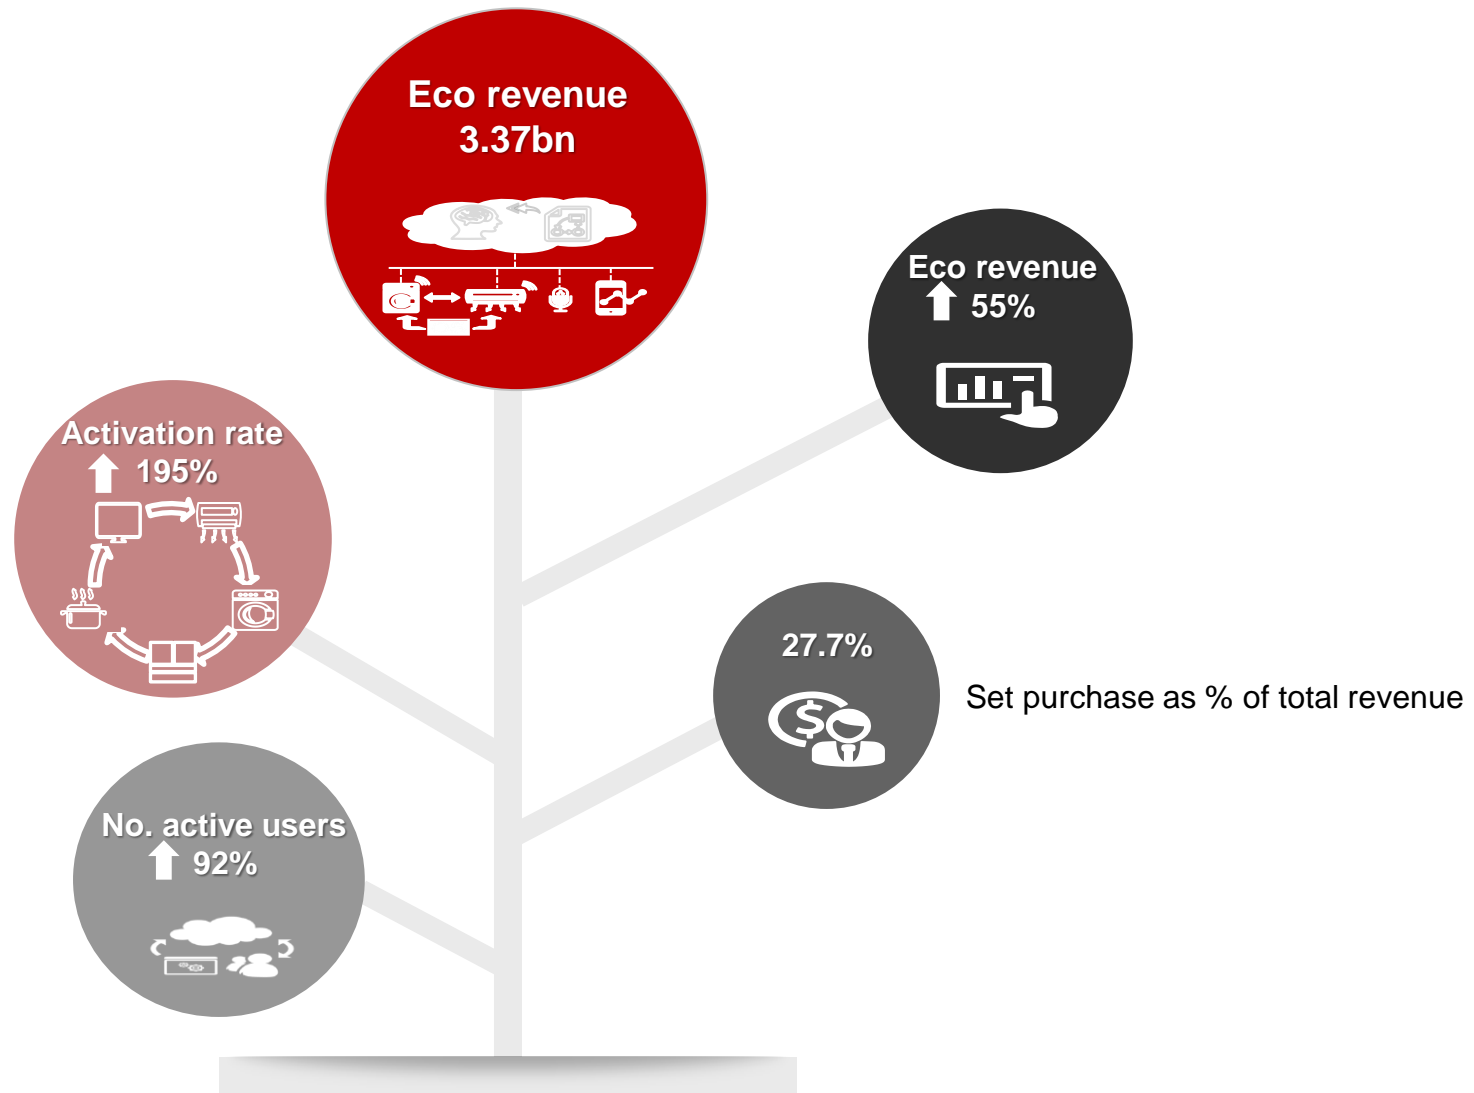 Eco revenue
3.37bn
Eco revenue
55%
Activation rate
195%
27.7%
Set purchase as % of total revenue
No. active users
92%